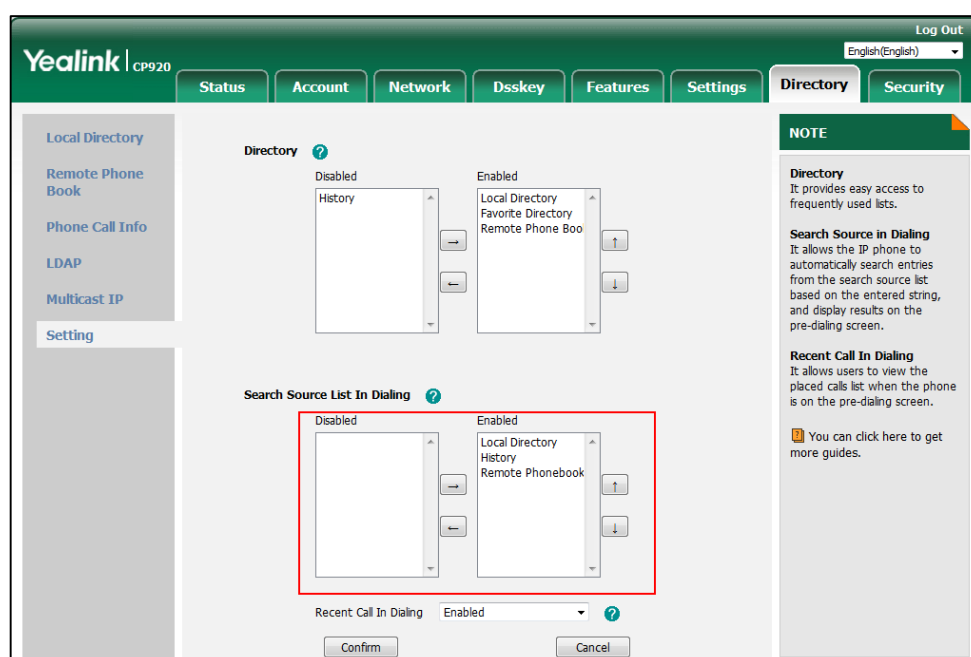 Log Out
Yealink CP920
English(English)
Status Account Network Dsskey Features Settings Directory Security
Local Directory
Remote Phone
Book
Phone Call Info
LDAP
Multicast IP
Setting
Directory ?
Disabled Enabled
History
Local Directory
Favorite Directory
Remote Phone Boo
→ ↑
← ↓
Search Source List In Dialing ?
Disabled Enabled
Local Directory
History
Remote Phonebook
→ ↑
← ↓
Recent Call In Dialing Enabled ?
Confirm Cancel
NOTE
Directory
It provides easy access to
frequently used lists.
Search Source in Dialing
It allows the IP phone to
automatically search entries
from the search source list
based on the entered string,
and display results on the
pre-dialing screen.
Recent Call In Dialing
It allows users to view the
placed calls list when the phone
is on the pre-dialing screen.
? You can click here to get
more guides.